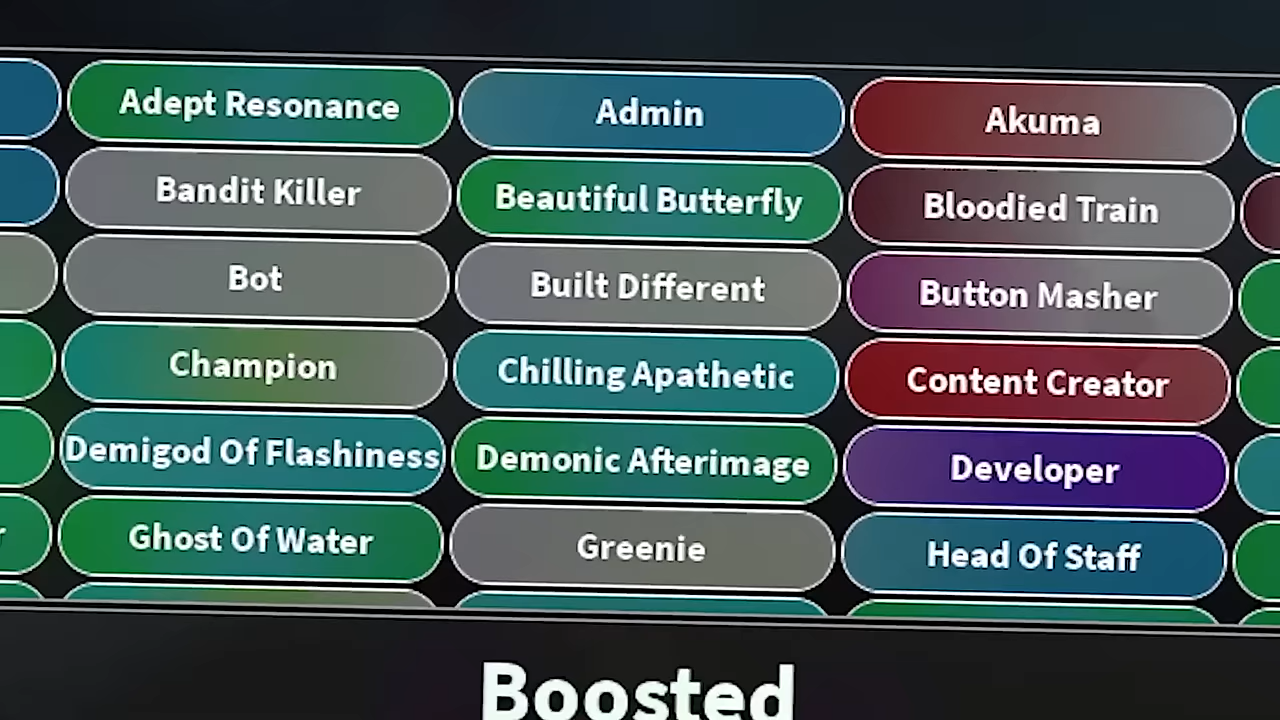 Adept Resonance
Admin
Akuma
Bandit Killer
Beautiful Butterfly
Bloodied Train
Bot
Built Different
Button Masher
Champion
Chilling Apathetic
Content Creator
Demigod Of Flashiness
Demonic Afterimage
Developer
Ghost Of Water
Greenie
Head Of Staff
Boosted